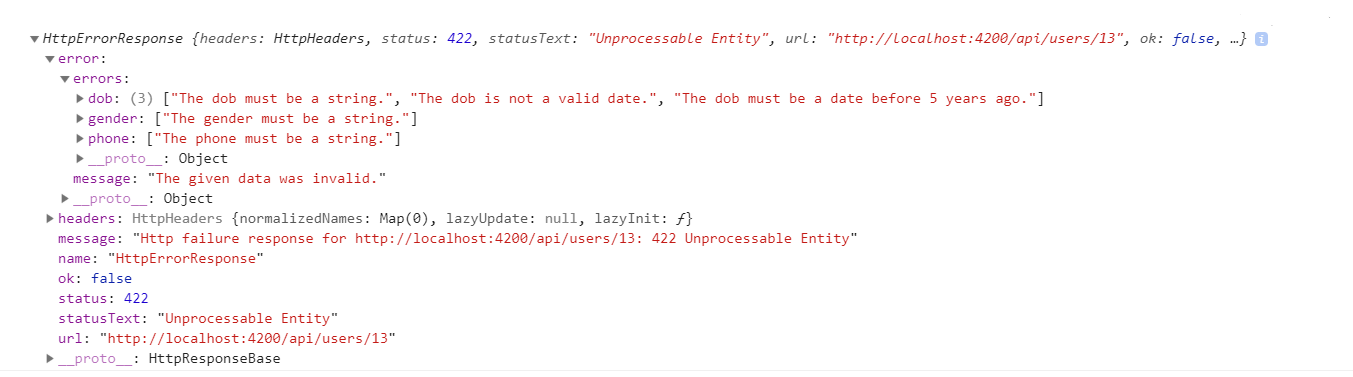 HttpErrorResponse {headers: HttpHeaders, status: 422, statusText: "Unprocessable Entity", url: "http://localhost:4200/api/users/13", ok: false, …} i
error:
errors:
dob: (3) ["The dob must be a string.", "The dob is not a valid date.", "The dob must be a date before 5 years ago."]
gender: ["The gender must be a string."]
phone: ["The phone must be a string."]
__proto__: Object
message: "The given data was invalid."
__proto__: Object
headers: HttpHeaders {normalizedNames: Map(0), lazyUpdate: null, lazyInit: ƒ}
message: "Http failure response for http://localhost:4200/api/users/13: 422 Unprocessable Entity"
name: "HttpErrorResponse"
ok: false
status: 422
statusText: "Unprocessable Entity"
url: "http://localhost:4200/api/users/13"
__proto__: HttpResponseBase